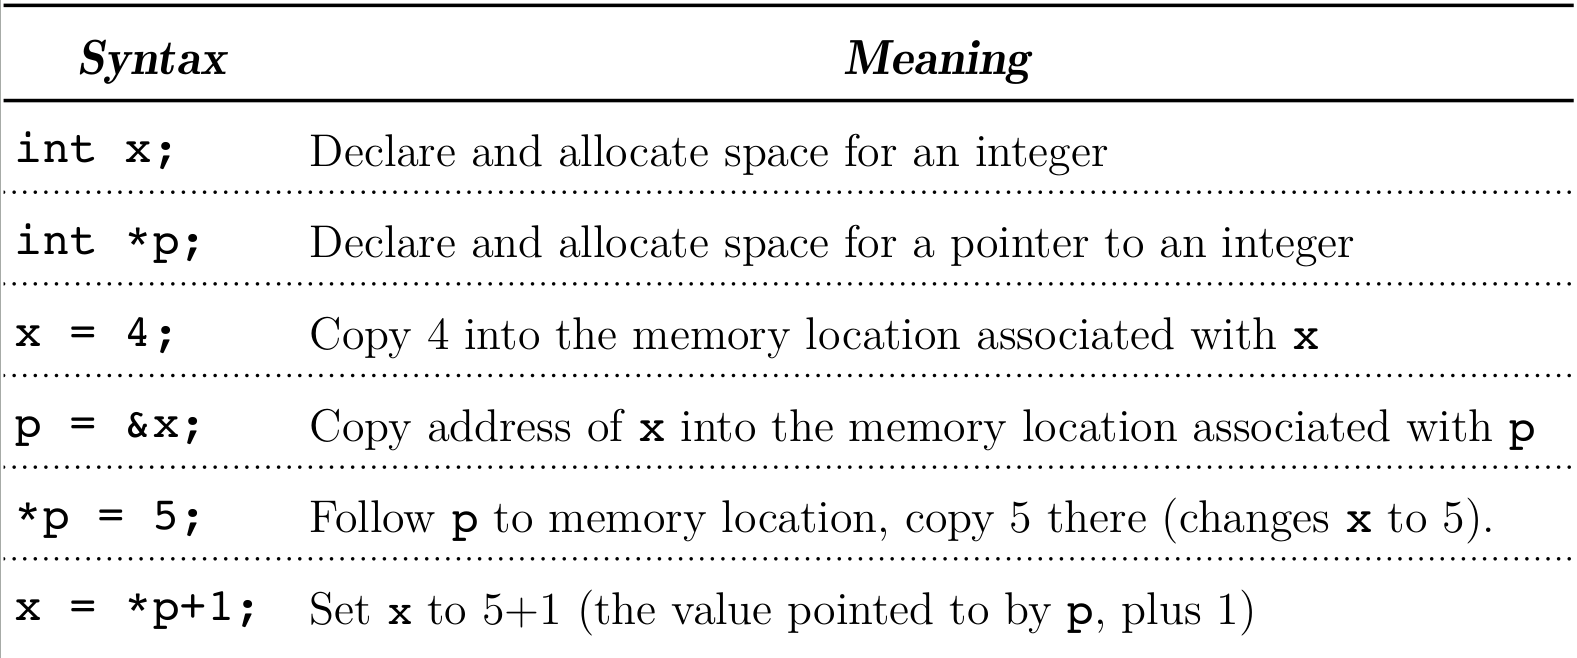 Syntax Meaning
int x; Declare and allocate space for an integer
int *p; Declare and allocate space for a pointer to an integer
x = 4; Copy 4 into the memory location associated with x
p = &x; Copy address of x into the memory location associated with p
*p = 5; Follow p to memory location, copy 5 there (changes x to 5).
x = *p+1; Set x to 5+1 (the value pointed to by p, plus 1)